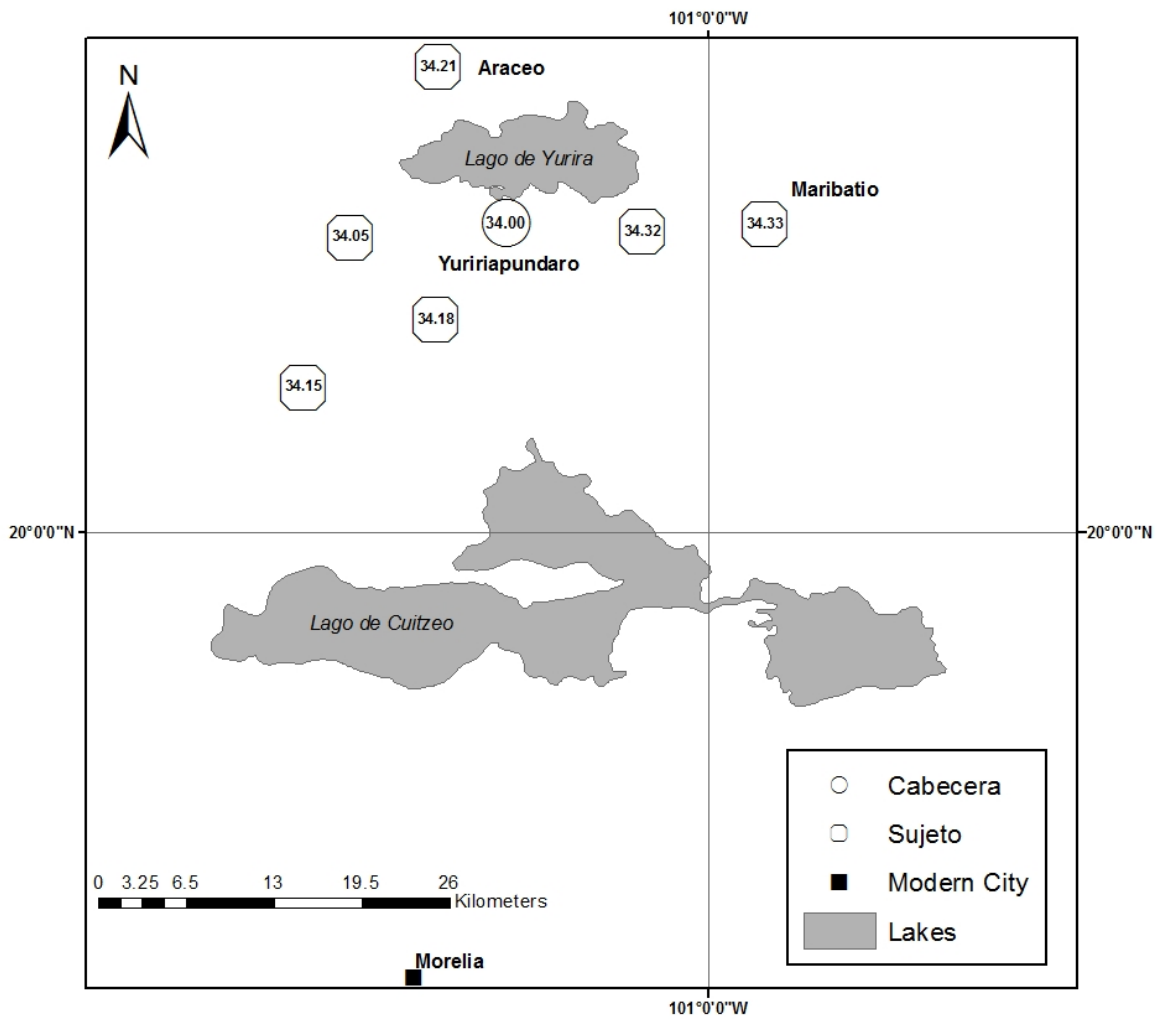 101°0'0"W
34.21 Araceo
N
Lago de Yurira
Maribatio
34.05
34.00
34.32
34.33
Yuririapundaro
34.18
34.15
20°0'0"N
20°0'0"N
Lago de Cuitzeo
Cabecera
Sujeto
Modern City
Lakes
0 3.25 6.5 13 19.5 26
Kilometers
Morelia
101°0'0"W